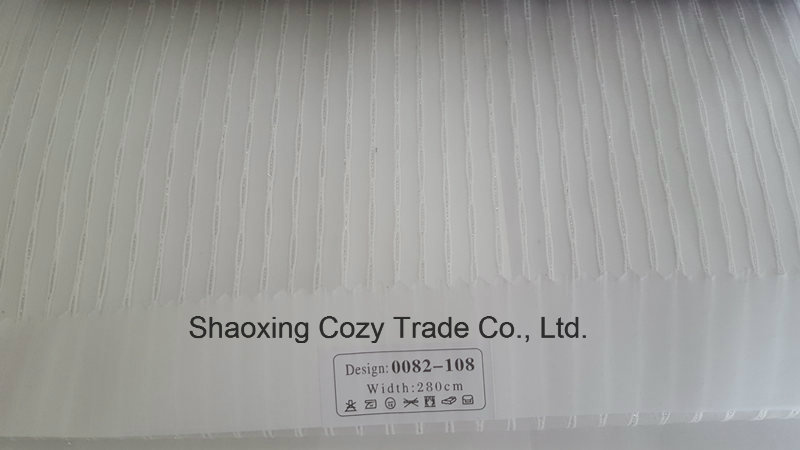 Shaoxing Cozy Trade Co., Ltd.
Design:0082-108
Width:280cm